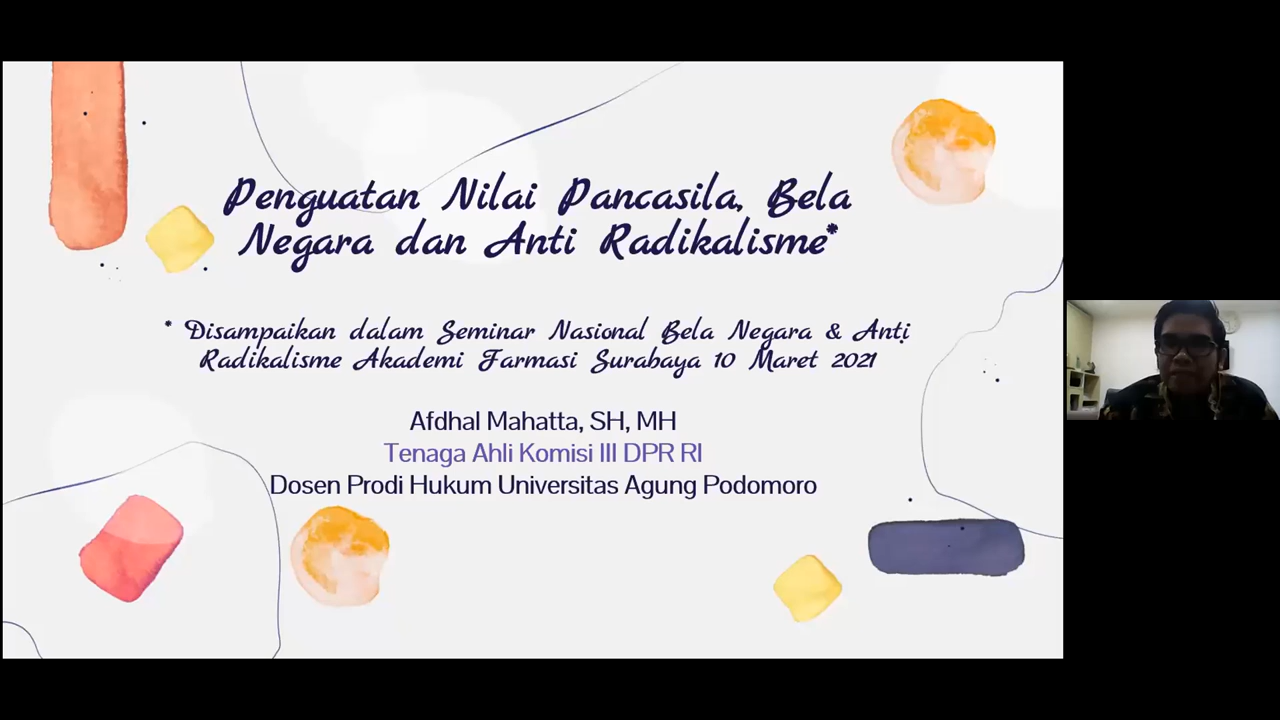 Penguatan Nilai Pancasila, Bela
Negara dan Anti Radikalisme*
* Disampaikan dalam Seminar Nasional Bela Negara & Anti
Radikalisme Akademi Farmasi Surabaya 10 Maret 2021
Afdhal Mahatta, SH, MH
Tenaga Ahli Komisi III DPR RI
Dosen Prodi Hukum Universitas Agung Podomoro